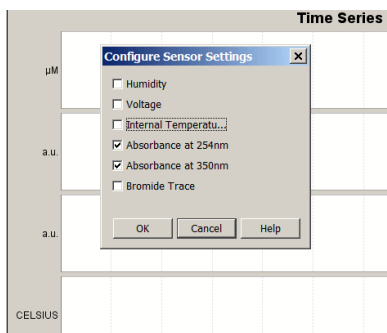 Time Series
µM
Configure Sensor Settings
Humidity
Voltage
Internal Temperatu...
Absorbance at 254nm
Absorbance at 350nm
Bromide Trace
OK Cancel Help
a.u.
a.u.
CELSIUS